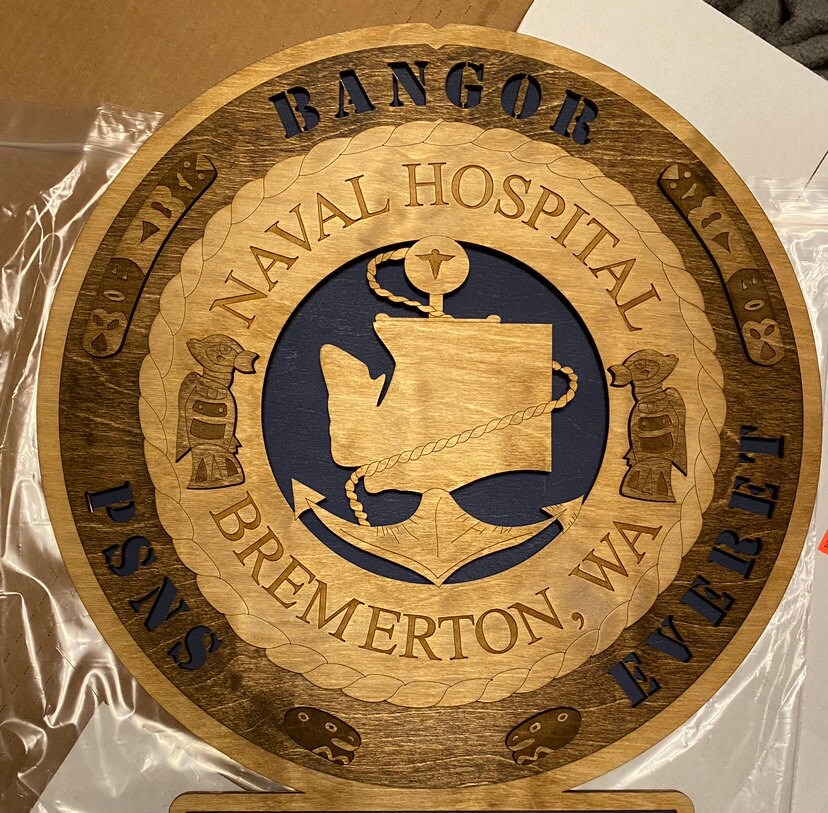 BANGOR
NAVAL HOSPITAL
BREMERTON, WA
PSNS
EVERET